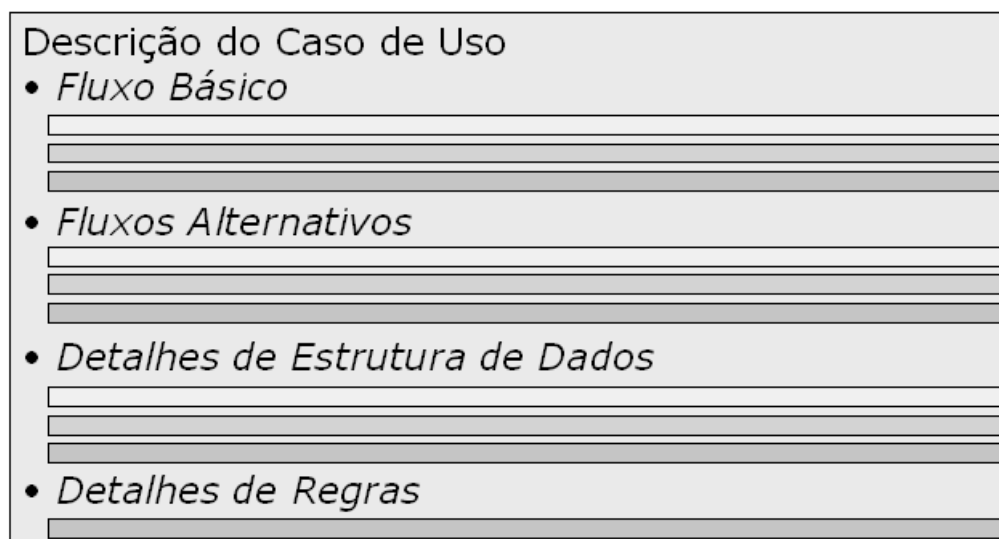 Descrição do Caso de Uso
• Fluxo Básico
• Fluxos Alternativos
• Detalhes de Estrutura de Dados
• Detalhes de Regras